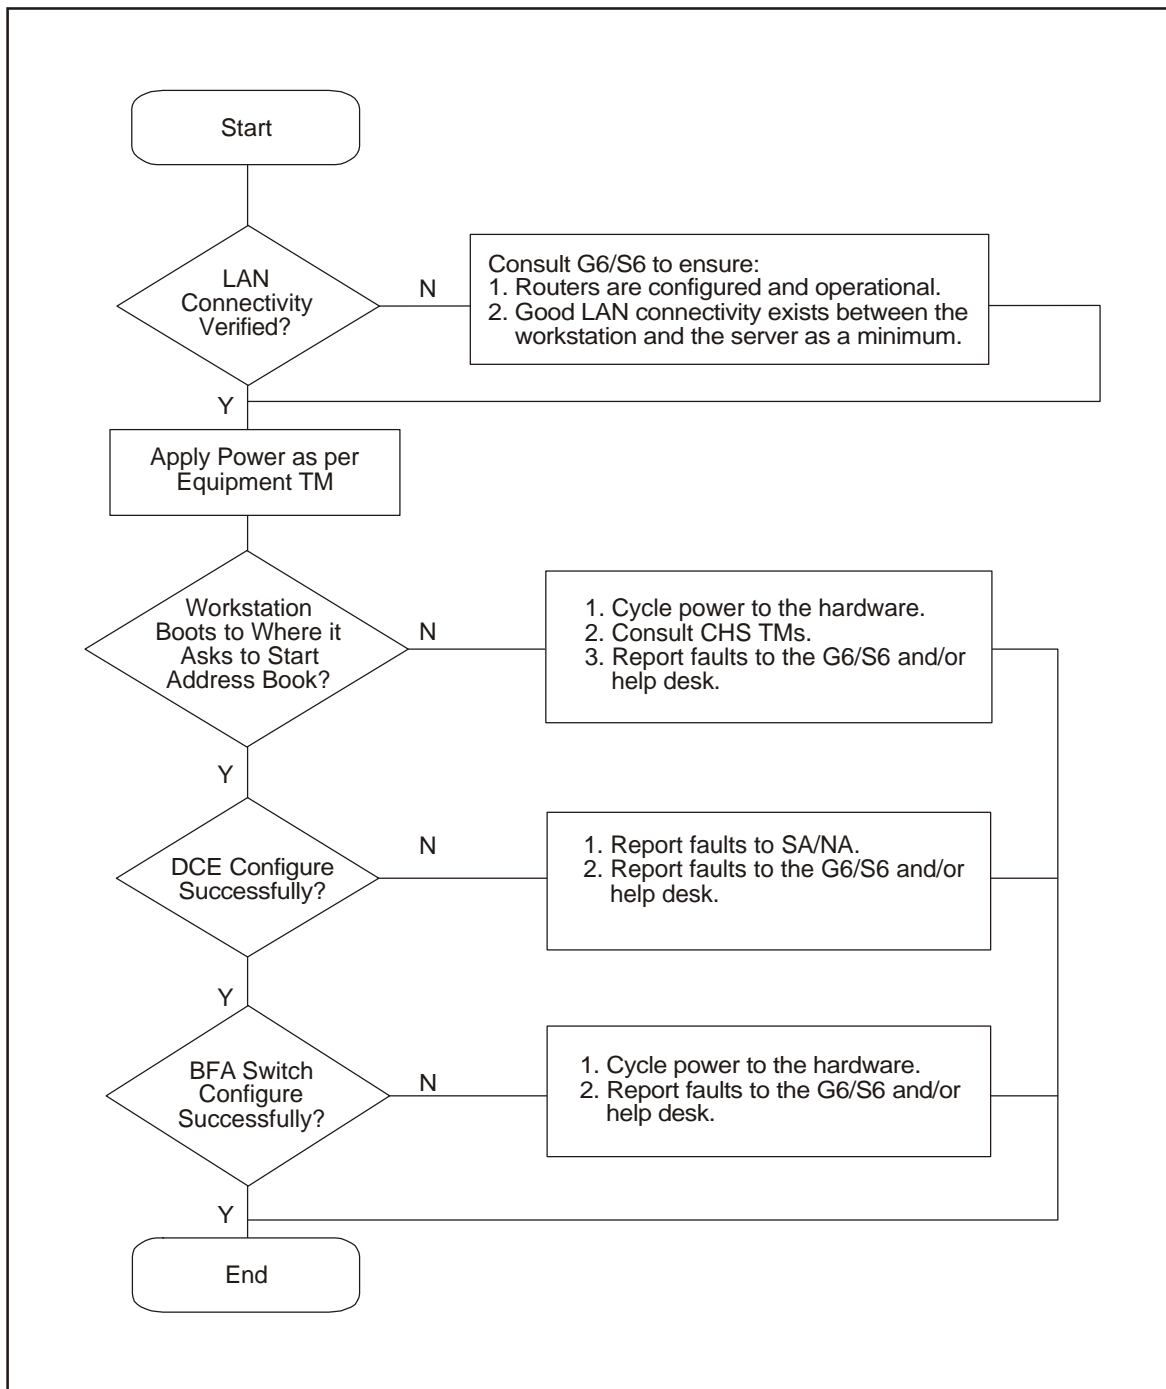 Start
LAN
Connectivity
Verified?
N
Consult G6/S6 to ensure:
1. Routers are configured and operational.
2. Good LAN connectivity exists between the
workstation and the server as a minimum.
Y
Apply Power as per
Equipment TM
Workstation
Boots to Where it
Asks to Start
Address Book?
N
1. Cycle power to the hardware.
2. Consult CHS TMs.
3. Report faults to the G6/S6 and/or
help desk.
Y
DCE Configure
Successfully?
N
1. Report faults to SA/NA.
2. Report faults to the G6/S6 and/or
help desk.
Y
BFA Switch
Configure
Successfully?
N
1. Cycle power to the hardware.
2. Report faults to the G6/S6 and/or
help desk.
Y
End